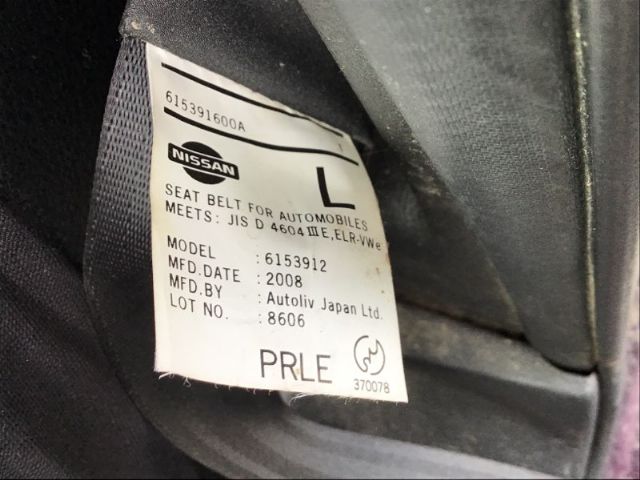 615391600A
T
NISSAN
L
SEAT BELT FOR AUTOMOBILES
MEETS: JIS D 4604 III E, ELR-VWe
MODEL : 6153912
MFD.DATE : 2008
MFD.BY : Autoliv Japan Ltd.
LOT NO. : 8606
PRLE
370078